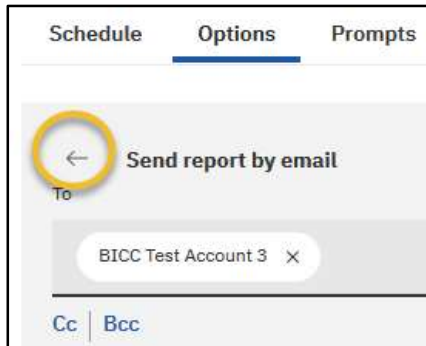 Schedule Options Prompts
← Send report by email
To
BICC Test Account 3 ×
Cc | Bcc